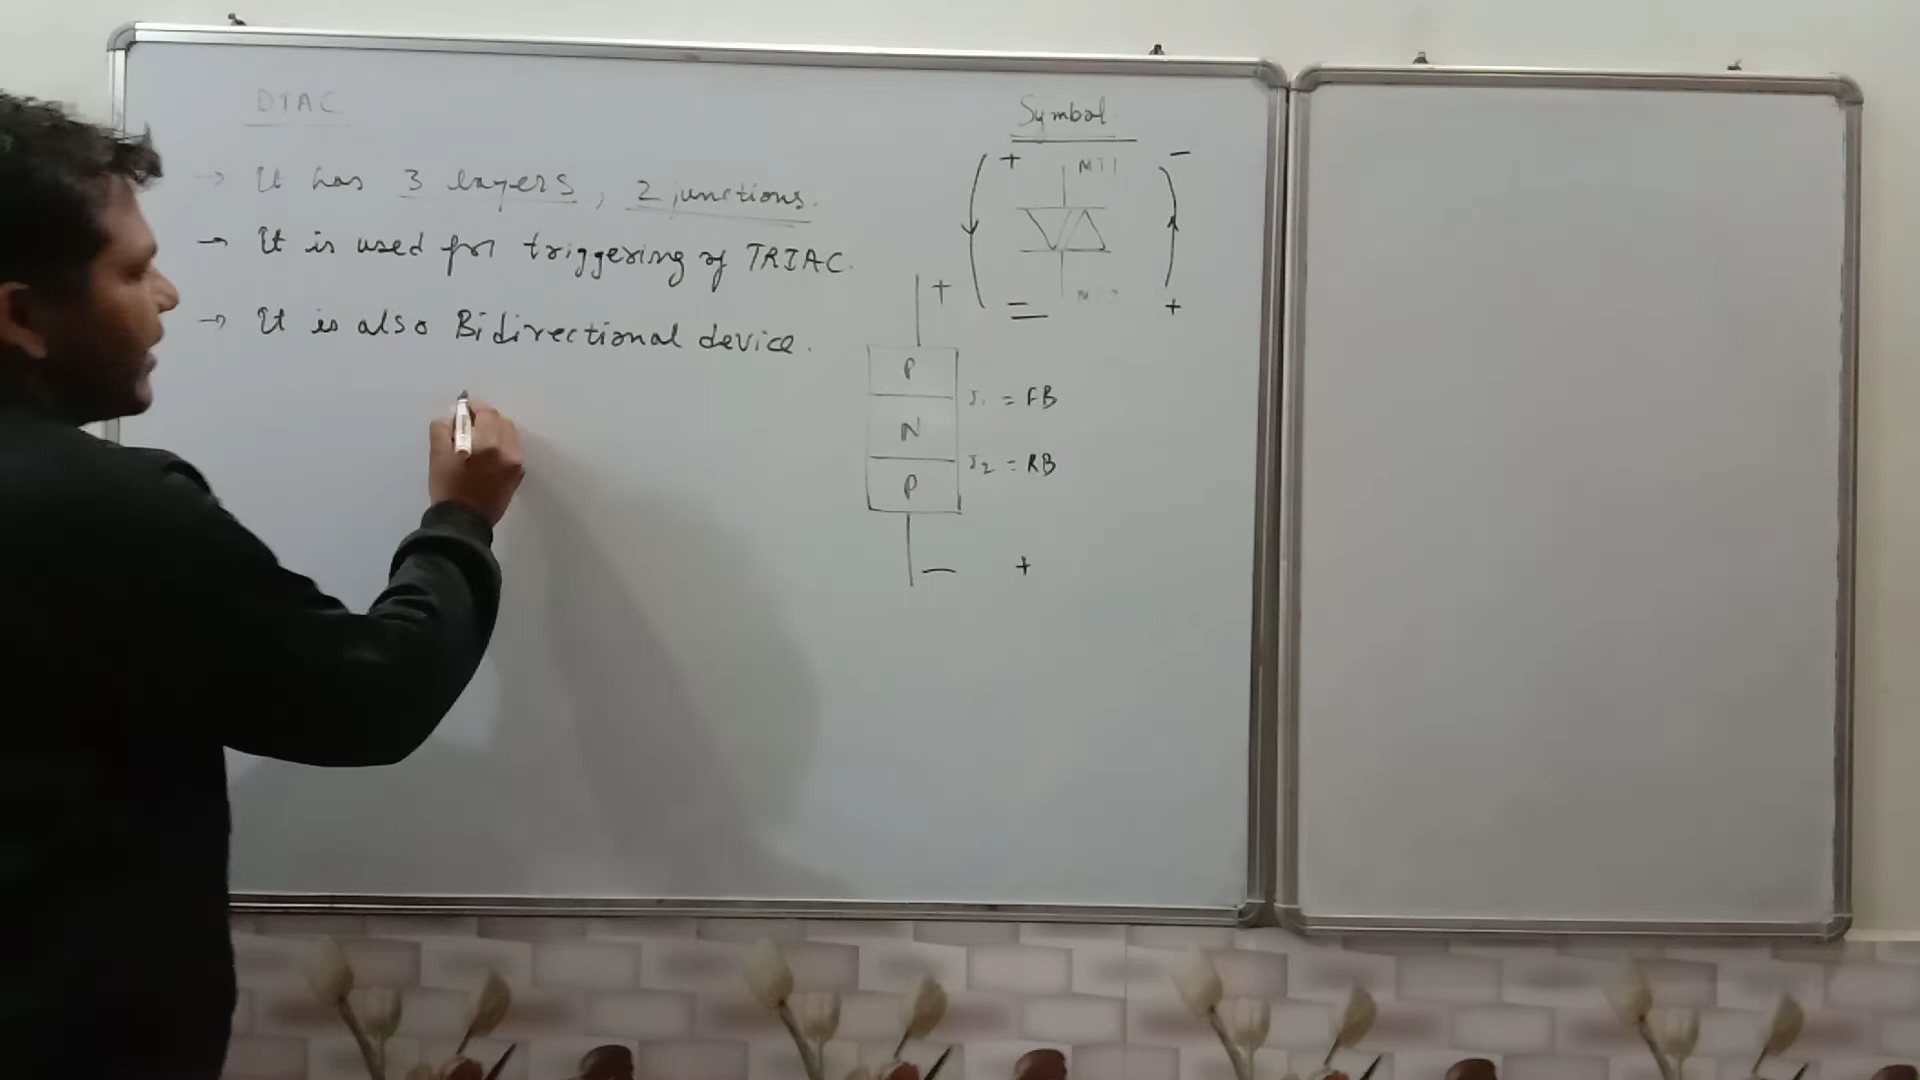 DIAC
→ It has 3 layers, 2 junctions.
→ It is used for triggering of TRIAC.
→ It is also Bidirectional device.
Symbol
+ MT1 -
- MT2 +
+
P
J1 = FB
N
J2 = RB
P
- +